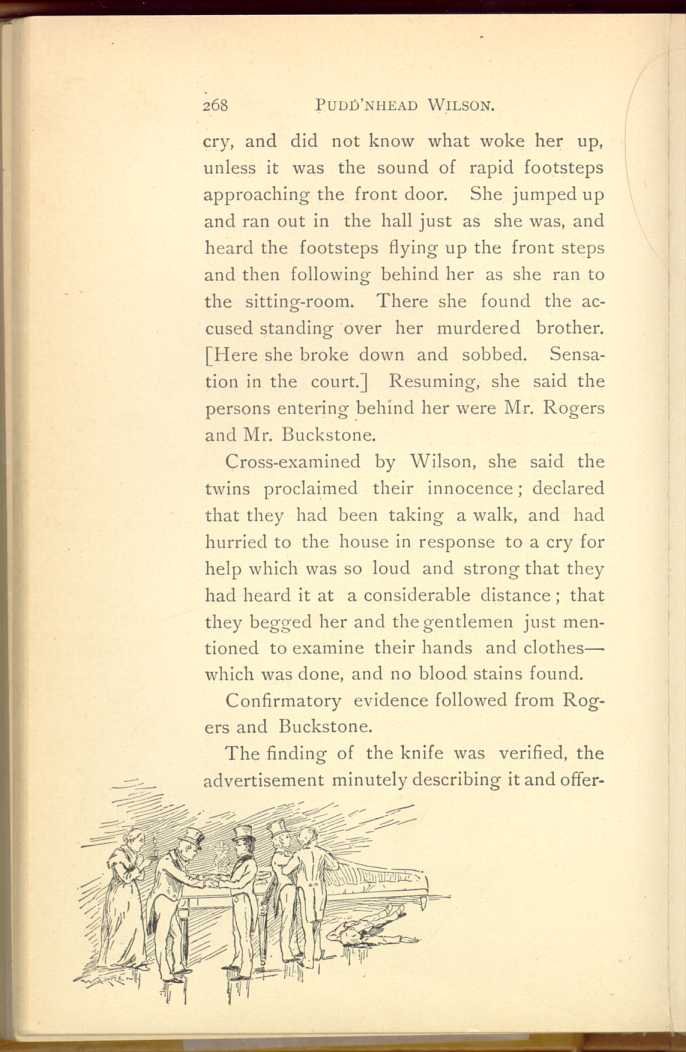 268 PUDD'NHEAD WILSON.
cry, and did not know what woke her up,
unless it was the sound of rapid footsteps
approaching the front door. She jumped up
and ran out in the hall just as she was, and
heard the footsteps flying up the front steps
and then following behind her as she ran to
the sitting-room. There she found the ac-
cused standing over her murdered brother.
[Here she broke down and sobbed. Sensa-
tion in the court.] Resuming, she said the
persons entering behind her were Mr. Rogers
and Mr. Buckstone.
Cross-examined by Wilson, she said the
twins proclaimed their innocence; declared
that they had been taking a walk, and had
hurried to the house in response to a cry for
help which was so loud and strong that they
had heard it at a considerable distance; that
they begged her and the gentlemen just men-
tioned to examine their hands and clothes—
which was done, and no blood stains found.
Confirmatory evidence followed from Rog-
ers and Buckstone.
The finding of the knife was verified, the
advertisement minutely describing it and offer-